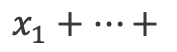 x₁ + ⋯ +